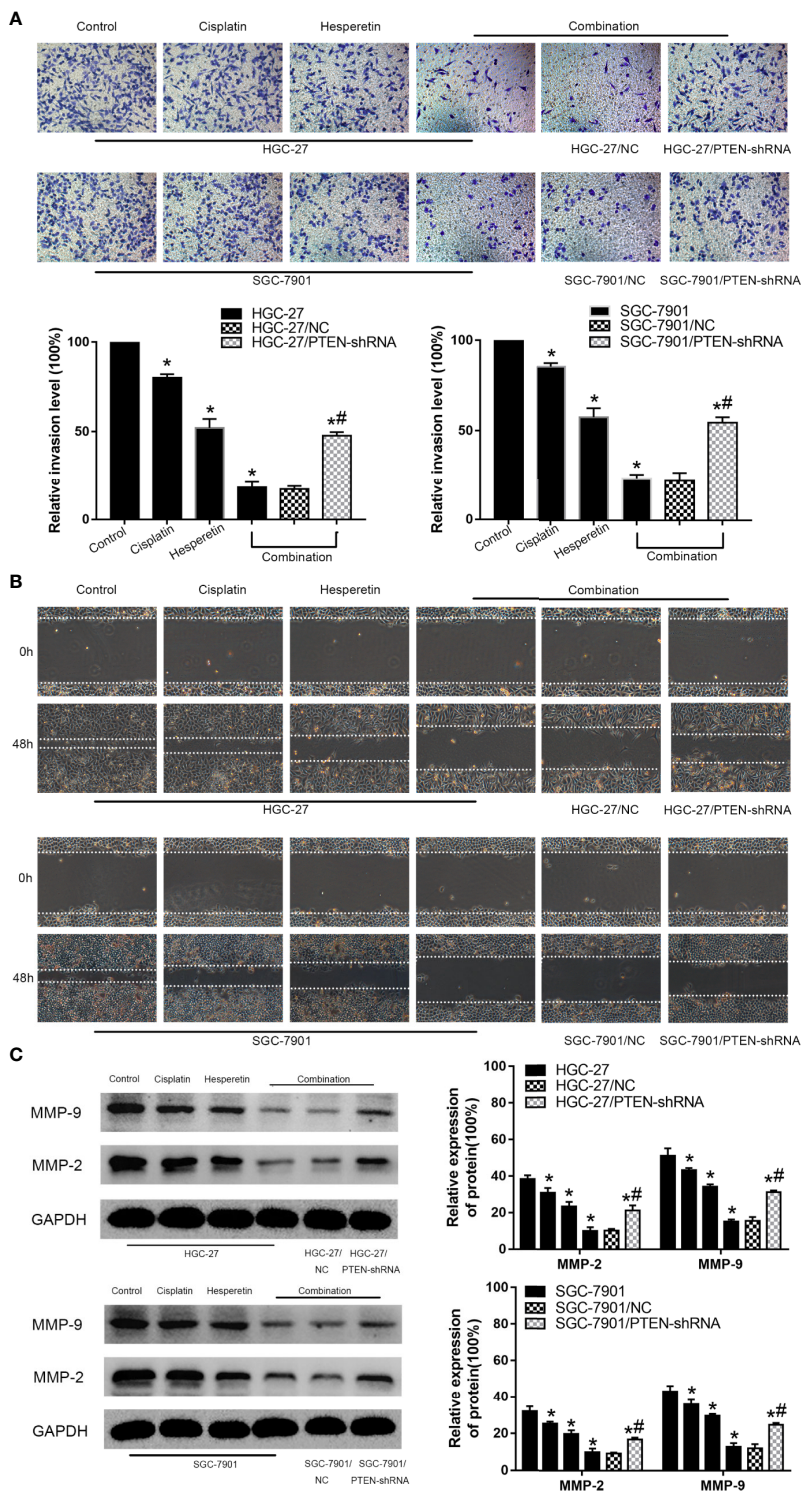 A
Control Cisplatin Hesperetin Combination
HGC-27 HGC-27/NC HGC-27/PTEN-shRNA
SGC-7901 SGC-7901/NC SGC-7901/PTEN-shRNA
HGC-27
HGC-27/NC
HGC-27/PTEN-shRNA
Relative invasion level (100%)
100
50
0
*
*
*
*#
Control Cisplatin Hesperetin Combination
SGC-7901
SGC-7901/NC
SGC-7901/PTEN-shRNA
Relative invasion level (100%)
100
50
0
*
*
*
*#
Control Cisplatin Hesperetin Combination
B
Control Cisplatin Hesperetin Combination
0h
48h
HGC-27 HGC-27/NC HGC-27/PTEN-shRNA
0h
48h
SGC-7901 SGC-7901/NC SGC-7901/PTEN-shRNA
C
Control Cisplatin Hesperetin Combination
MMP-9
MMP-2
GAPDH
HGC-27 HGC-27/ HGC-27/
NC PTEN-shRNA
Control Cisplatin Hesperetin Combination
MMP-9
MMP-2
GAPDH
SGC-7901 SGC-7901/ SGC-7901/
NC PTEN-shRNA
HGC-27
HGC-27/NC
HGC-27/PTEN-shRNA
Relative expression
of protein(100%)
100
80
60
40
20
0
* * * *# * * * *#
MMP-2 MMP-9
SGC-7901
SGC-7901/NC
SGC-7901/PTEN-shRNA
Relative expression
of protein(100%)
100
80
60
40
20
0
* * * *# * * * *#
MMP-2 MMP-9